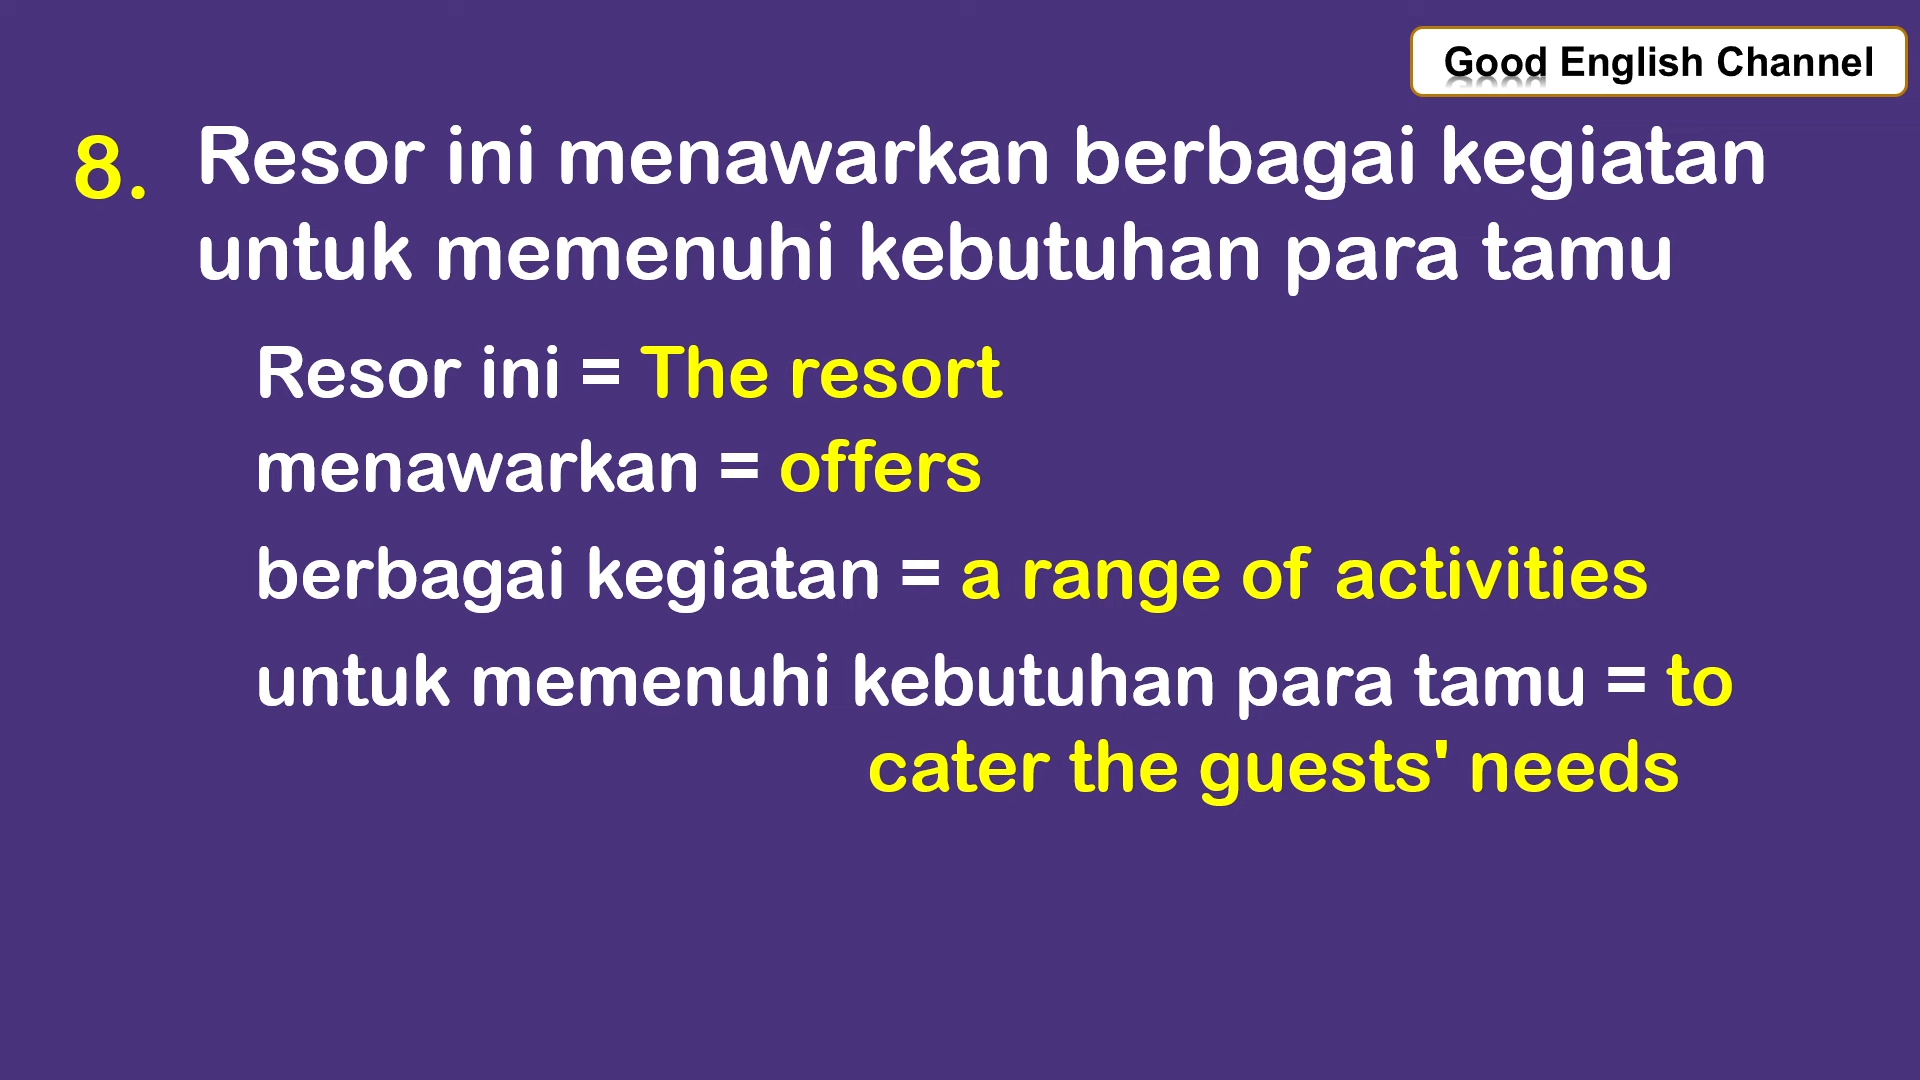 Good English Channel
8. Resor ini menawarkan berbagai kegiatan
untuk memenuhi kebutuhan para tamu
Resor ini = The resort
menawarkan = offers
berbagai kegiatan = a range of activities
untuk memenuhi kebutuhan para tamu = to
cater the guests' needs